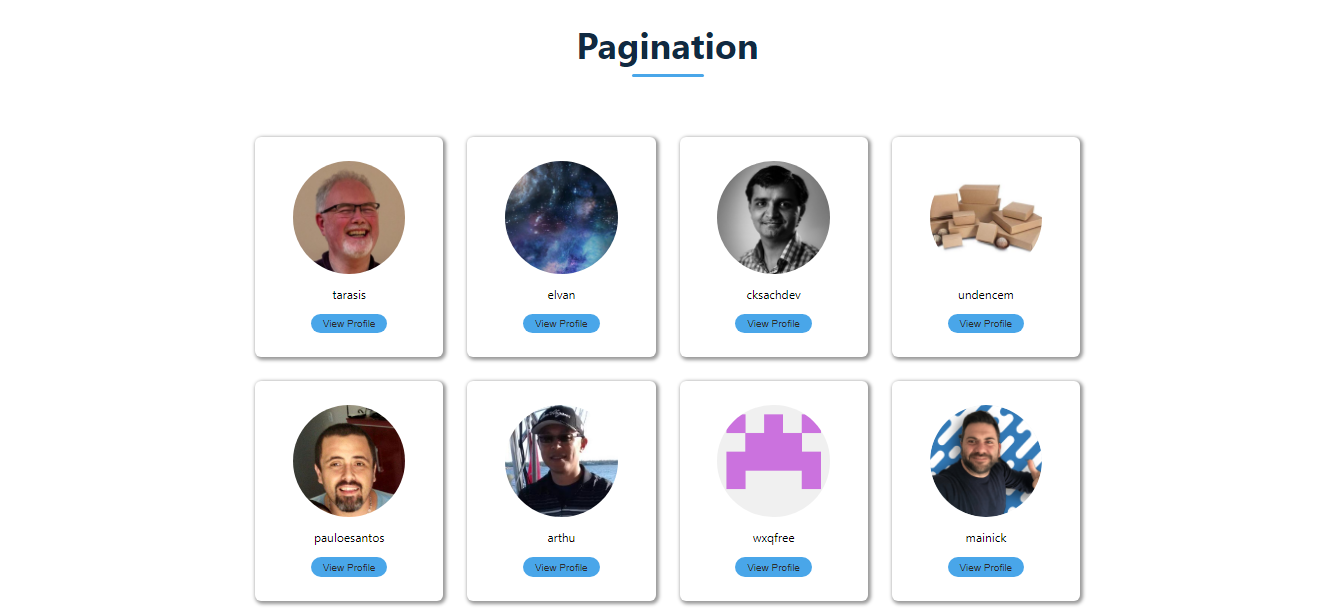 Pagination
tarasis
elvan
cksachdev
undencem
View Profile
View Profile
View Profile
View Profile
pauloesantos
arthu
wxqfree
mainick
View Profile
View Profile
View Profile
View Profile